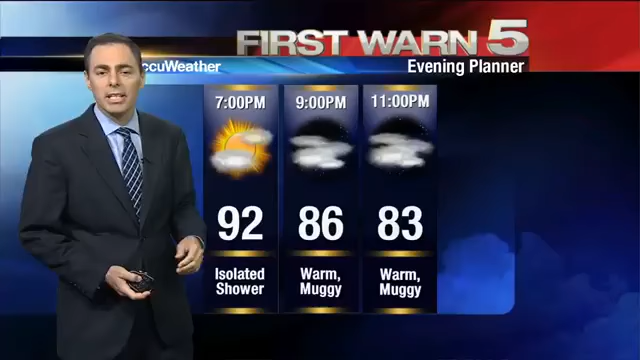 FIRST WARN 5
ccuWeather
Evening Planner
7:00PM
9:00PM
11:00PM
92
86
83
Isolated
Shower
Warm,
Muggy
Warm,
Muggy